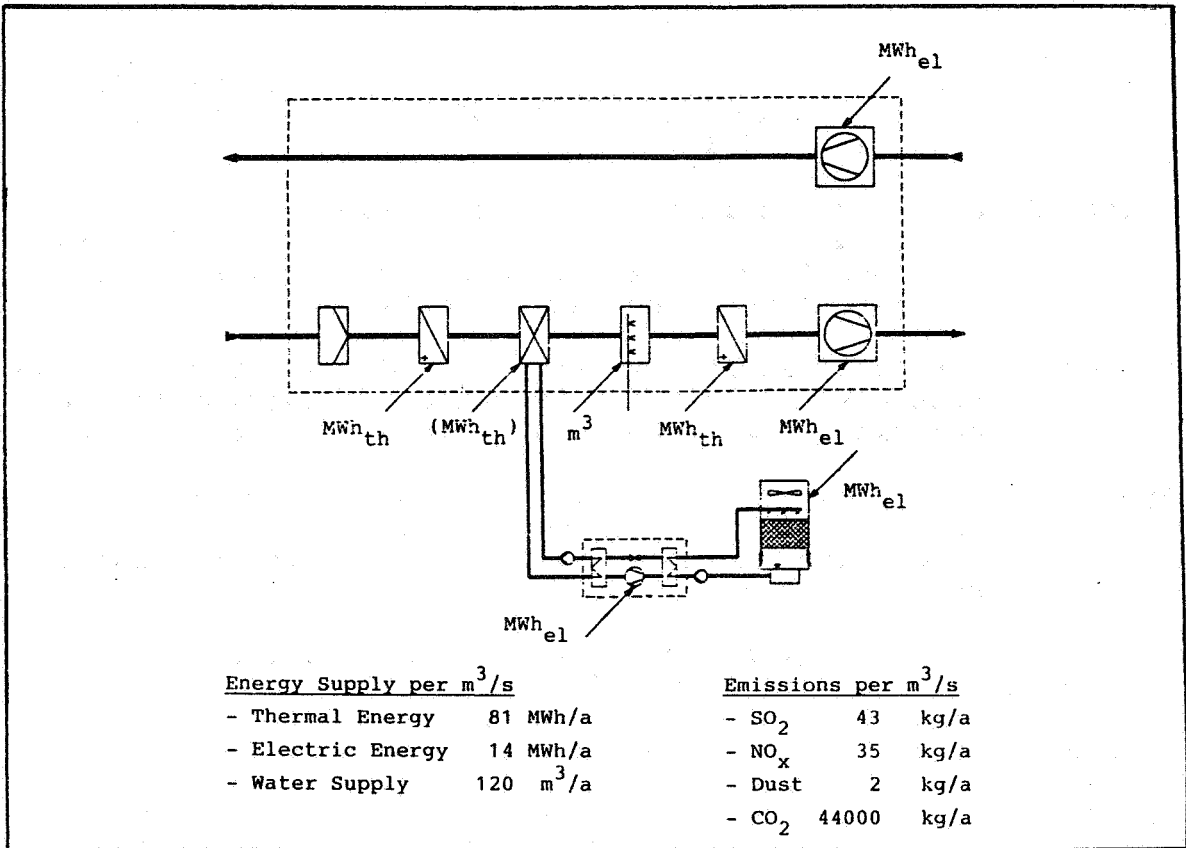 MWh_el
MWh_th (MWh_th) m^3 MWh_th MWh_el
MWh_el
MWh_el
Energy Supply per m^3/s
- Thermal Energy 81 MWh/a
- Electric Energy 14 MWh/a
- Water Supply 120 m^3/a
Emissions per m^3/s
- SO_2 43 kg/a
- NO_x 35 kg/a
- Dust 2 kg/a
- CO_2 44000 kg/a